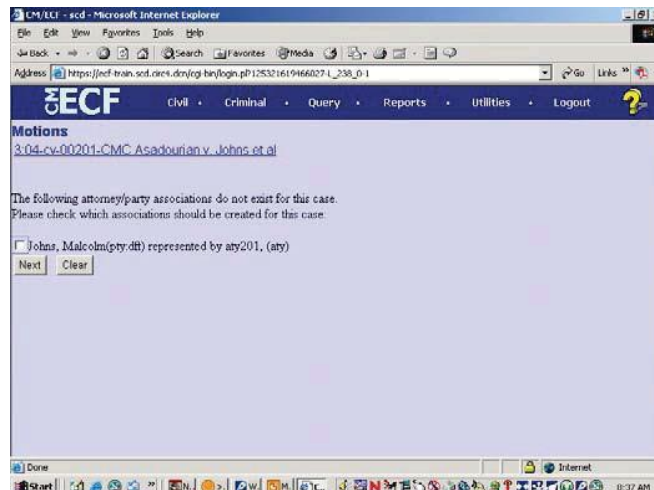 CM/ECF - scd - Microsoft Internet Explorer
File Edit View Favorites Tools Help
Back Search Favorites Media
Address https://ecf-train.scd.circ4.dcn/cgi-bin/login.pl?125321619466027-L_238_0-1 Go Links »
CM ECF Civil Criminal Query Reports Utilities Logout ?
Motions
3:04-cv-00201-CMC Asadourian v. Johns et al
The following attorney/party associations do not exist for this case.
Please check which associations should be created for this case:
Johns, Malcolm(pty:dft) represented by aty201, (aty)
Next Clear
Done Internet
Start 8:37 AM